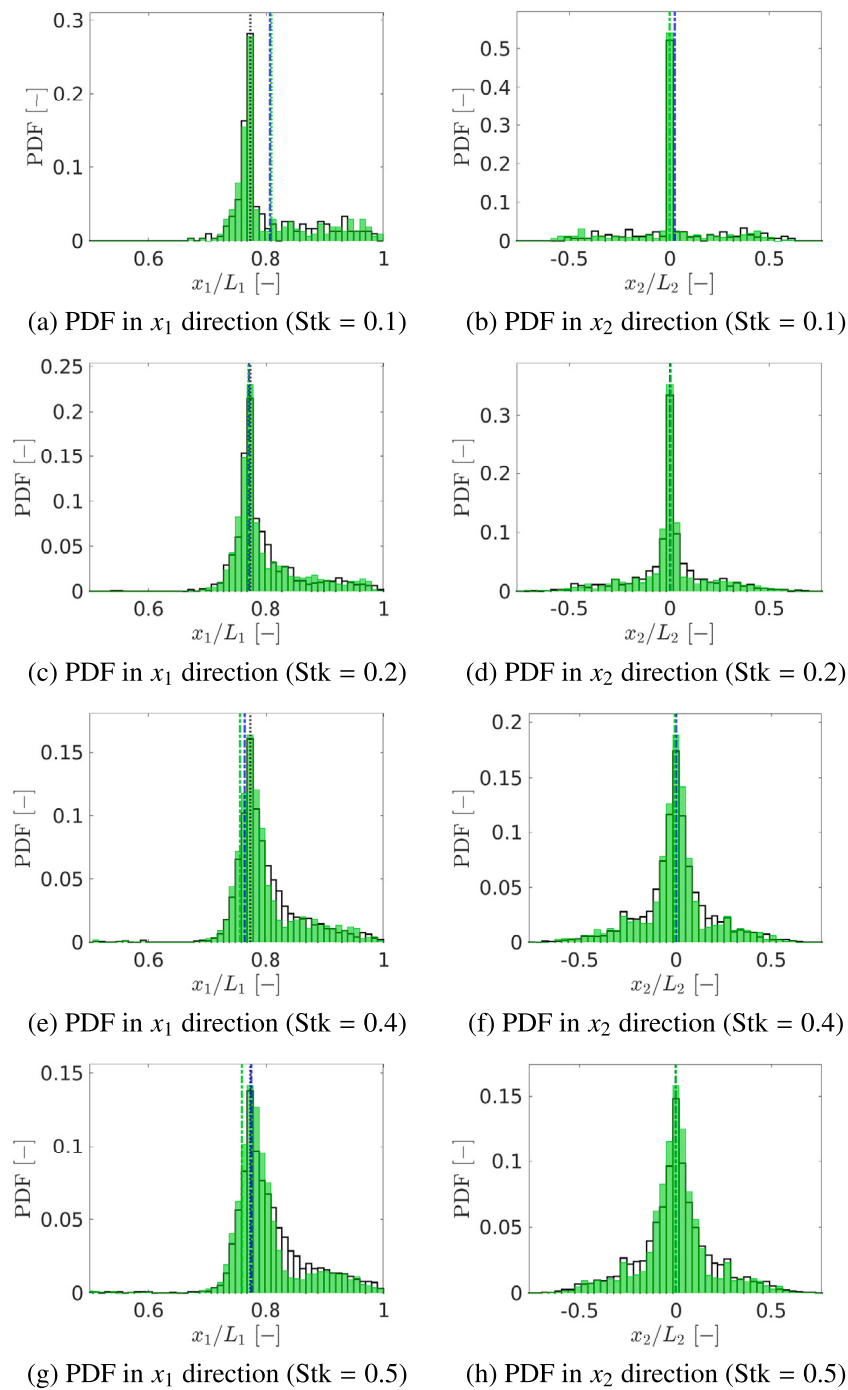 0.3
0.2
0.1
0
PDF [−]
0.6 0.8 1
x₁/L₁ [−]
(a) PDF in x₁ direction (Stk = 0.1)
0.5
0.4
0.3
0.2
0.1
0
PDF [−]
-0.5 0 0.5
x₂/L₂ [−]
(b) PDF in x₂ direction (Stk = 0.1)
0.25
0.2
0.15
0.1
0.05
0
PDF [−]
0.6 0.8 1
x₁/L₁ [−]
(c) PDF in x₁ direction (Stk = 0.2)
0.3
0.2
0.1
0
PDF [−]
-0.5 0 0.5
x₂/L₂ [−]
(d) PDF in x₂ direction (Stk = 0.2)
0.15
0.1
0.05
0
PDF [−]
0.6 0.8 1
x₁/L₁ [−]
(e) PDF in x₁ direction (Stk = 0.4)
0.2
0.15
0.1
0.05
0
PDF [−]
-0.5 0 0.5
x₂/L₂ [−]
(f) PDF in x₂ direction (Stk = 0.4)
0.15
0.1
0.05
0
PDF [−]
0.6 0.8 1
x₁/L₁ [−]
(g) PDF in x₁ direction (Stk = 0.5)
0.15
0.1
0.05
0
PDF [−]
-0.5 0 0.5
x₂/L₂ [−]
(h) PDF in x₂ direction (Stk = 0.5)